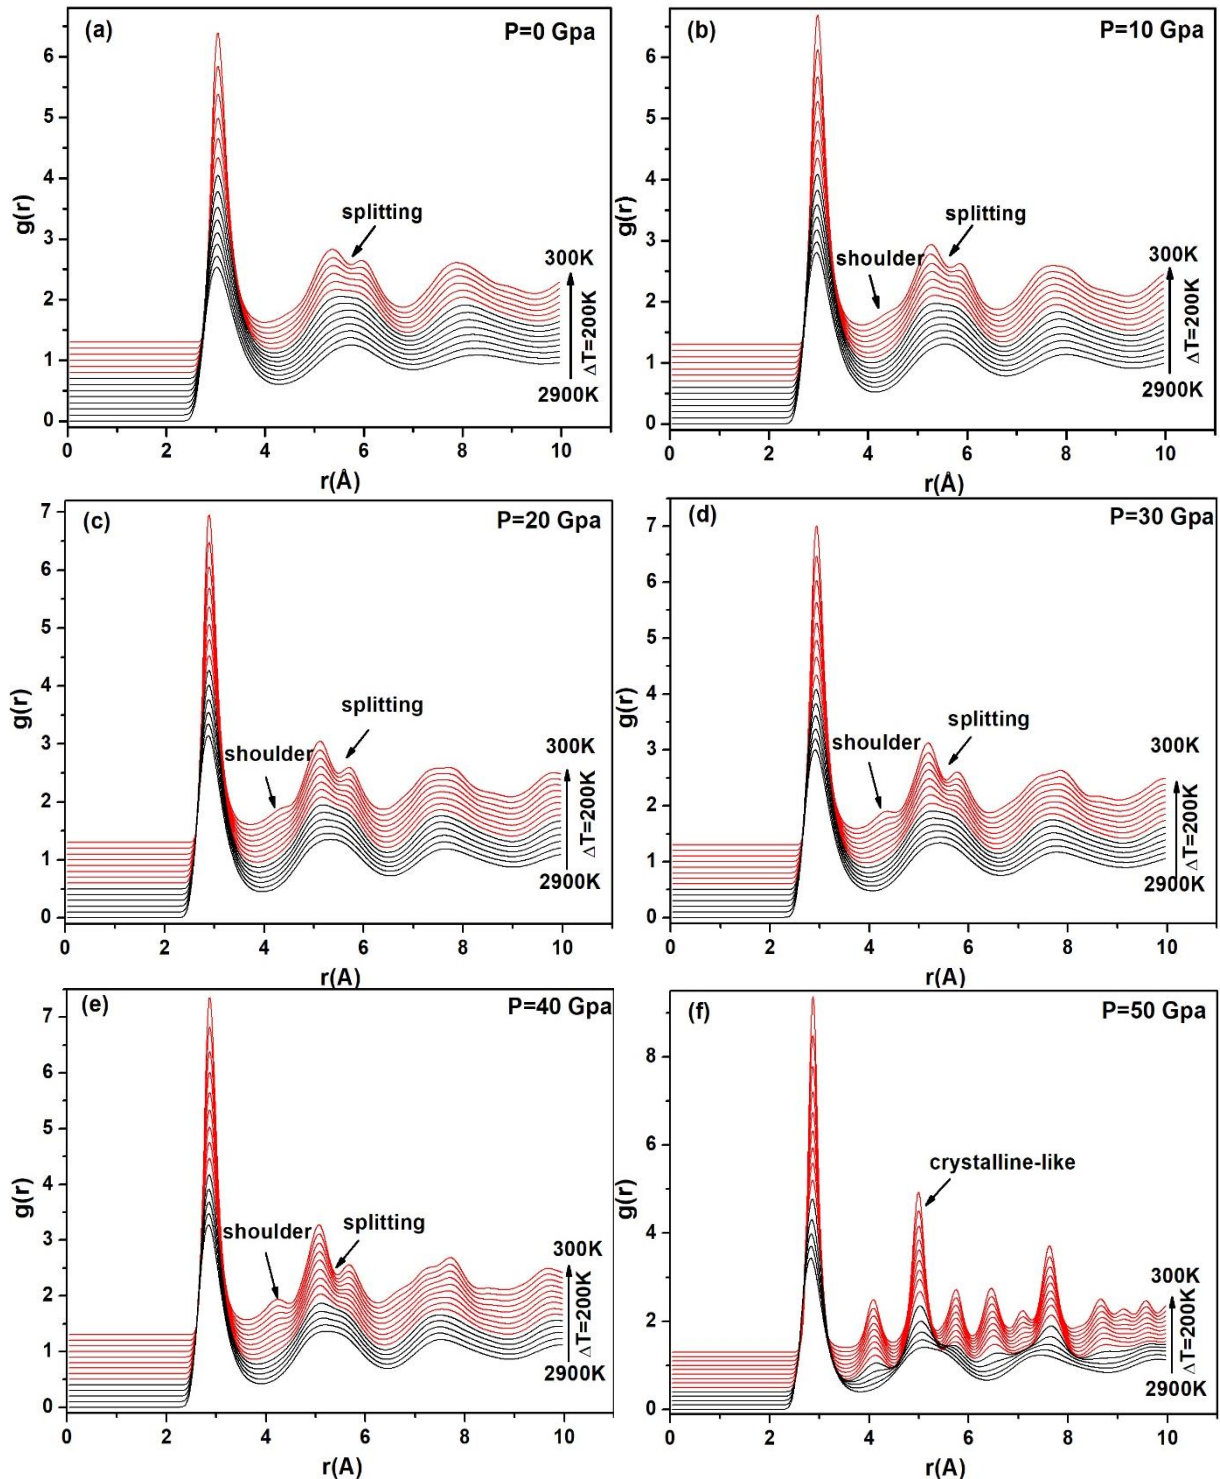 (a) P=0 Gpa
6
5
4
3
2
1
0
g(r)
splitting
300K
ΔT=200K
2900K
0 2 4 6 8 10
r(Å)
(b) P=10 Gpa
6
5
4
3
2
1
0
g(r)
shoulder
splitting
300K
ΔT=200K
2900K
0 2 4 6 8 10
r(Å)
(c) P=20 Gpa
7
6
5
4
3
2
1
0
g(r)
shoulder
splitting
300K
ΔT=200K
2900K
0 2 4 6 8 10
r(A)
(d) P=30 Gpa
7
6
5
4
3
2
1
0
g(r)
shoulder
splitting
300K
ΔT=200K
2900K
0 2 4 6 8 10
r(A)
(e) P=40 Gpa
7
6
5
4
3
2
1
0
g(r)
shoulder
splitting
300K
ΔT=200K
2900K
0 2 4 6 8 10
r(A)
(f) P=50 Gpa
8
6
4
2
0
g(r)
crystalline-like
300K
ΔT=200K
2900K
0 2 4 6 8 10
r(A)